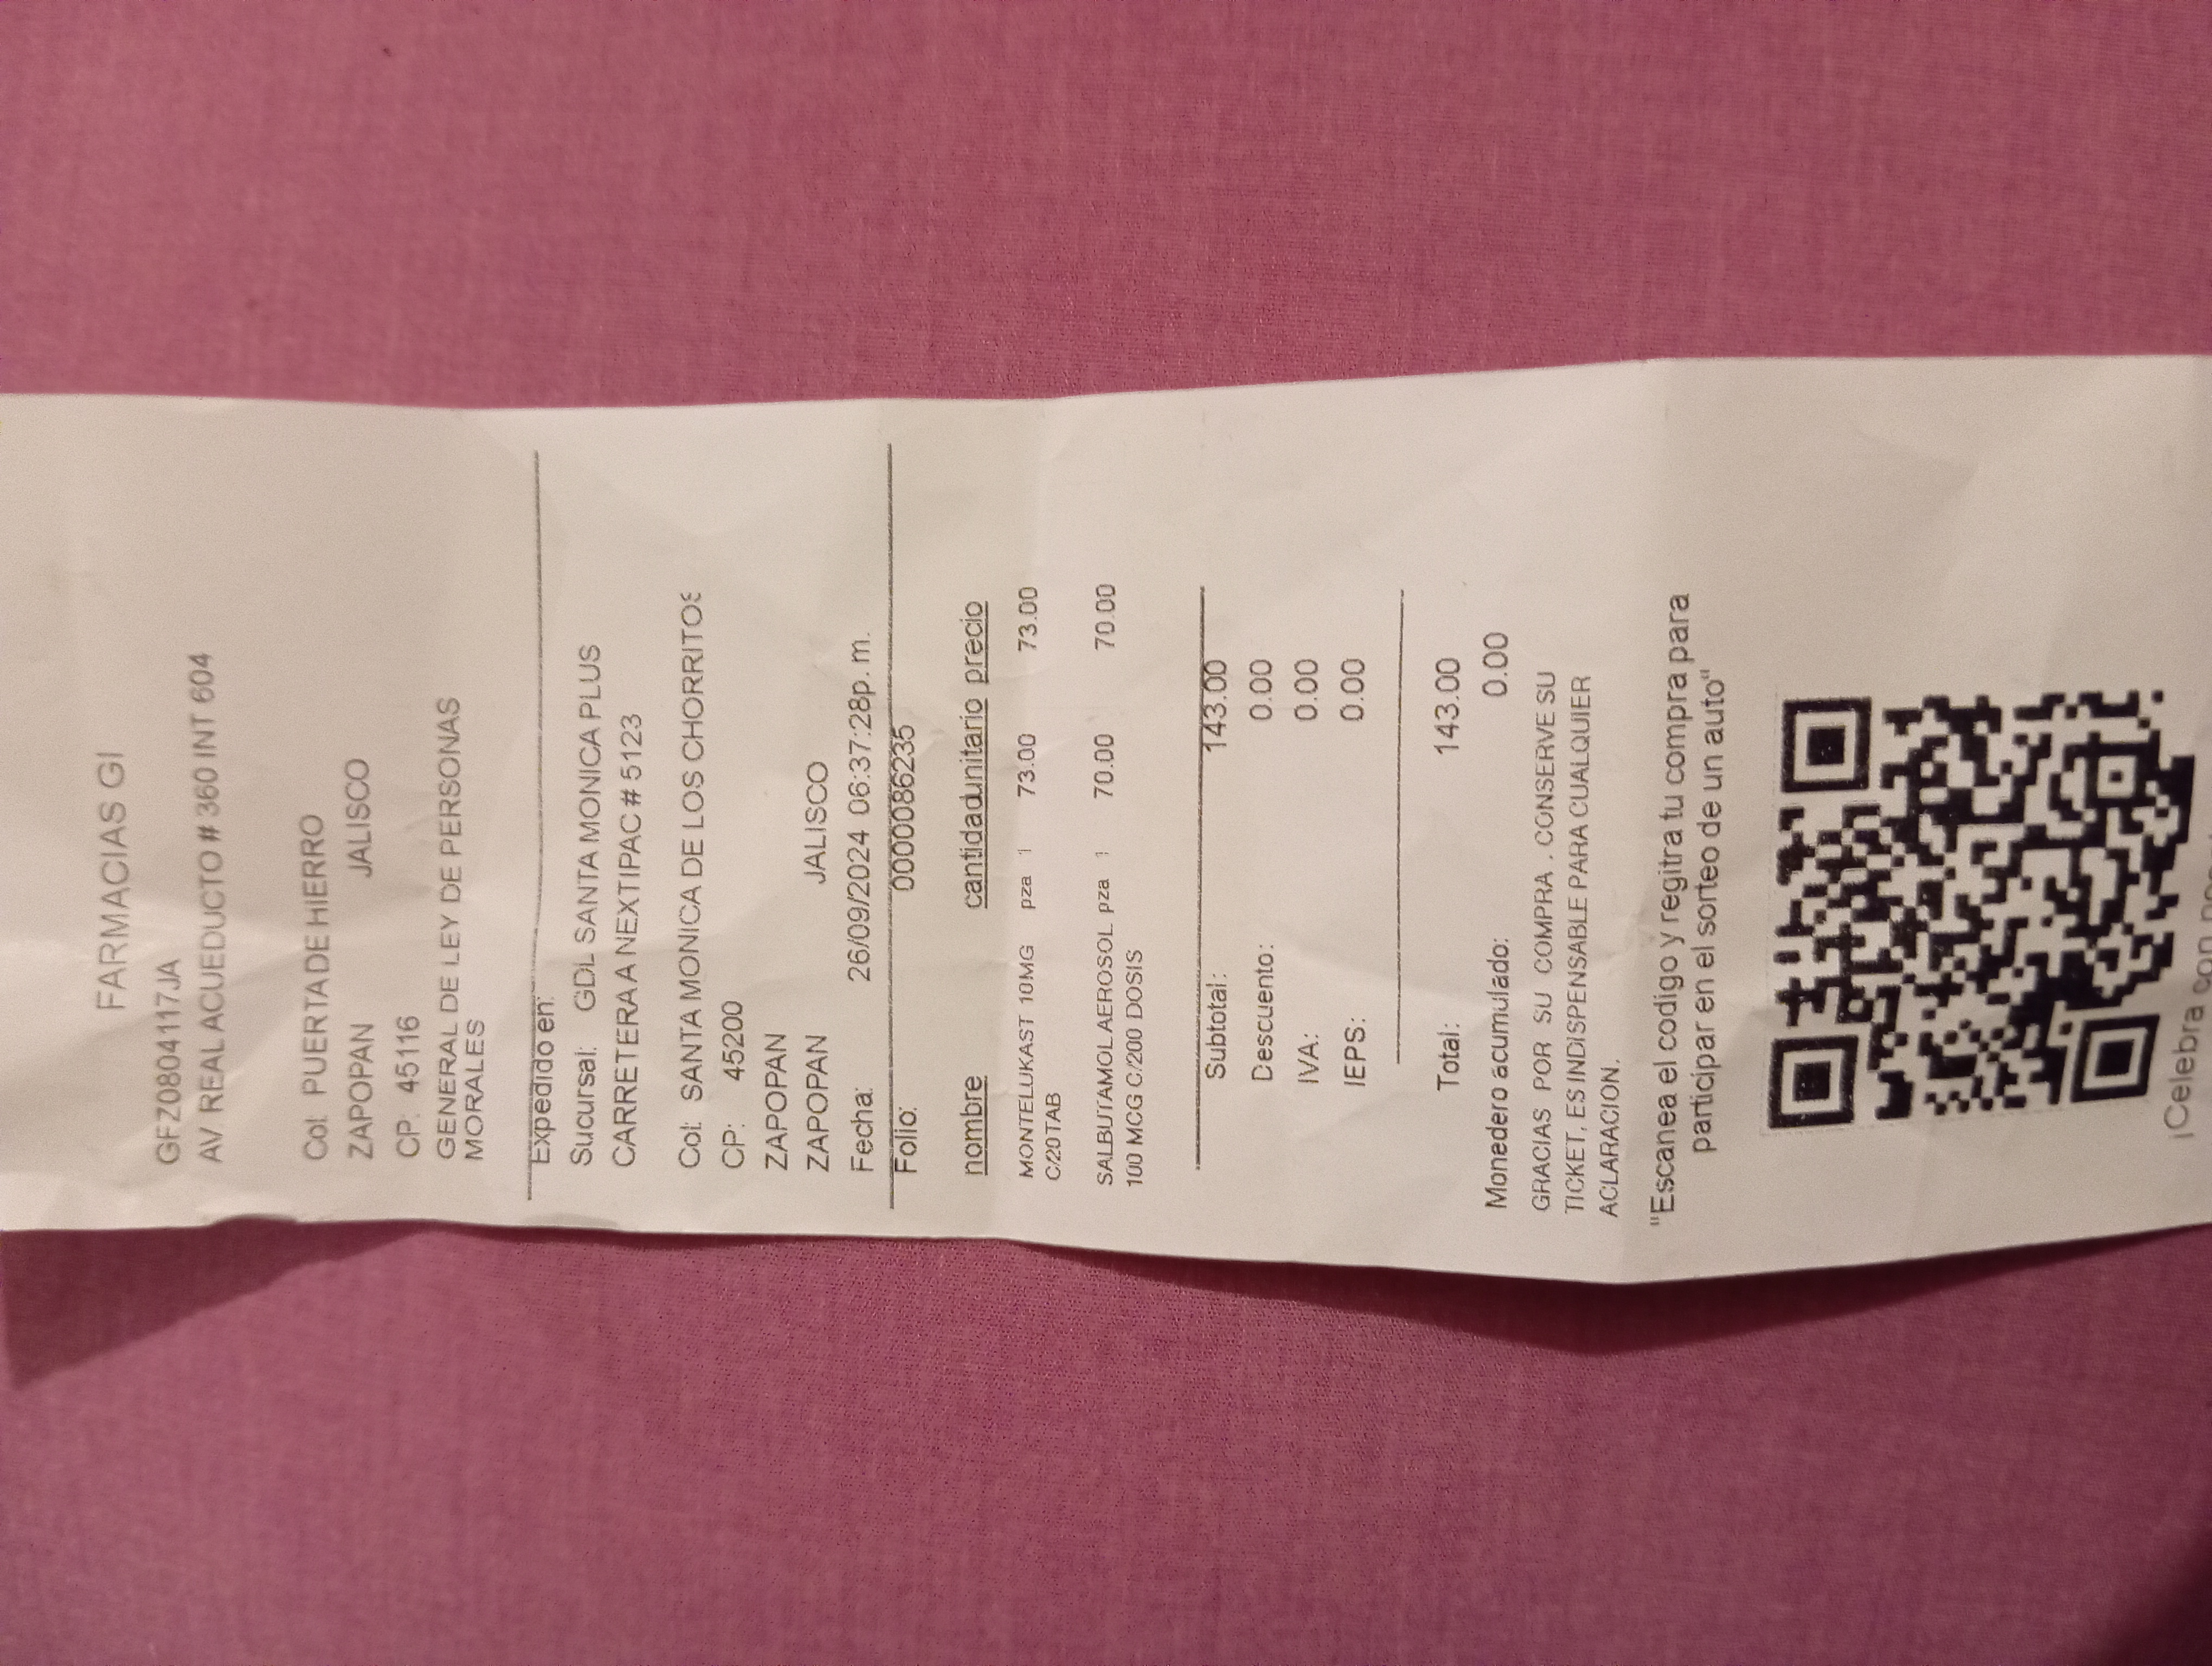 FARMACIAS GI
GFZ0804117JA
AV REAL ACUEDUCTO # 360 INT 604
Col: PUERTA DE HIERRO
ZAPOPAN JALISCO
CP: 45116
GENERAL DE LEY DE PERSONAS
MORALES
Expedido en:
Sucursal: GDL SANTA MONICA PLUS
CARRETERA A NEXTIPAC # 5123
Col: SANTA MONICA DE LOS CHORRITOS
CP: 45200
ZAPOPAN
ZAPOPAN JALISCO
Fecha: 26/09/2024 06:37:28p. m.
Folio: 0000086235
nombre cantidadunitario precio
MONTELUKAST 10MG pza 1 73.00 73.00
C/20TAB
SALBUTAMOL AEROSOL pza 1 70.00 70.00
100 MCG C/200 DOSIS
Subtotal: 143.00
Descuento: 0.00
IVA: 0.00
IEPS: 0.00
Total: 143.00
Monedero acumulado: 0.00
GRACIAS POR SU COMPRA . CONSERVE SU
TICKET, ES INDISPENSABLE PARA CUALQUIER
ACLARACION.
"Escanea el codigo y regitra tu compra para
participar en el sorteo de un auto"
¡Celebra con